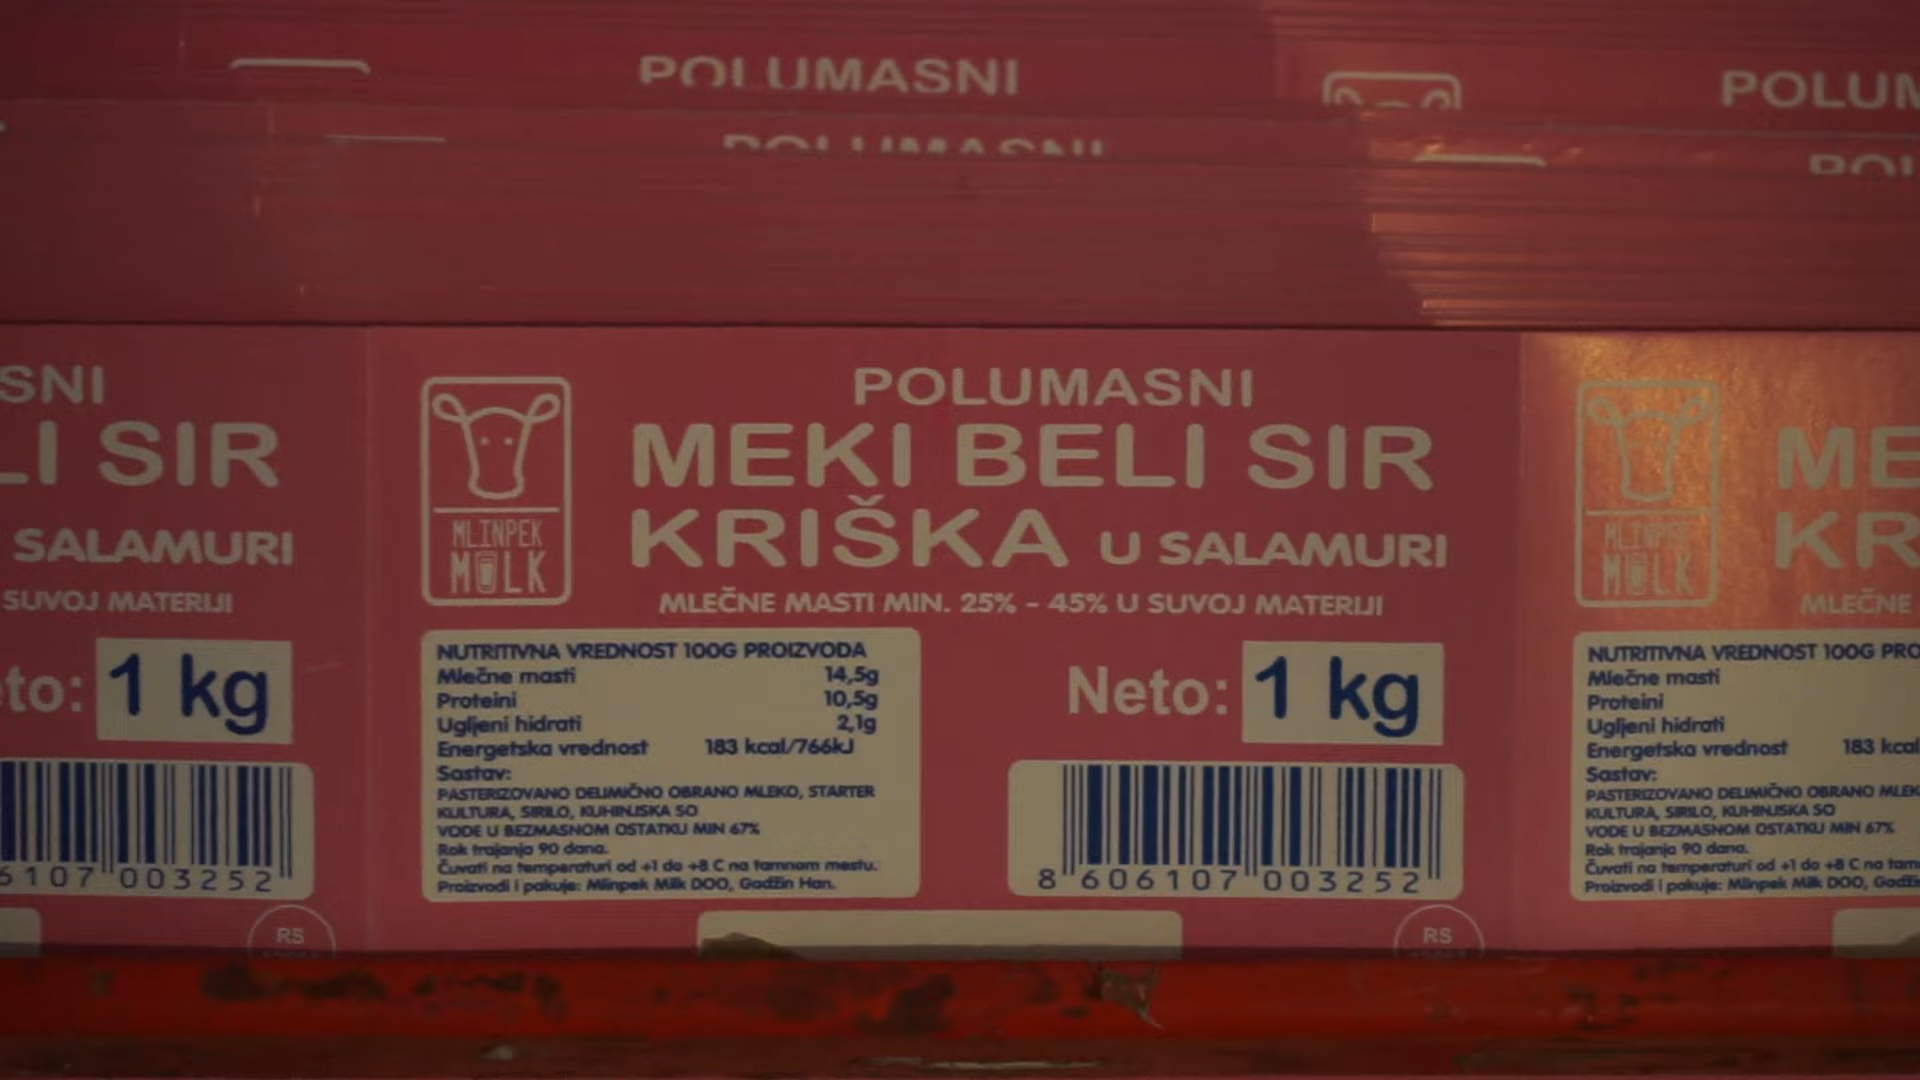 POLUMASNI
POLUM
POLUMASNI
POL
SNI
LI SIR
SALAMURI
SUVOJ MATERIJI
eto: 1 kg
6107 003252
RS
MLINPEK
MILK
POLUMASNI
MEKI BELI SIR
KRIŠKA U SALAMURI
MLEČNE MASTI MIN. 25% - 45% U SUVOJ MATERIJI
NUTRITIVNA VREDNOST 100G PROIZVODA
Mlečne masti 14,5g
Proteini 10,5g
Ugljeni hidrati 2,1g
Energetska vrednost 183 kcal/766kJ
Sastav:
PASTERIZOVANO DELIMIČNO OBRANO MLEKO, STARTER
KULTURA, SIRILO, KUHINJSKA SO
VODE U BEZMASNOM OSTATKU MIN 67%
Rok trajanja 90 dana.
Čuvati na temperaturi od +1 do +8 C na tamnom mestu.
Proizvodi i pakuje: Mlinpek Milk DOO, Gadžin Han.
Neto: 1 kg
8 606107 003252
RS
MLINPEK
MILK
ME
KR
MLEČNE
NUTRITIVNA VREDNOST 100G PRO
Mlečne masti
Proteini
Ugljeni hidrati
Energetska vrednost 183 kcal
Sastav:
PASTERIZOVANO DELIMIČNO OBRANO MLEK
KULTURA, SIRILO, KUHINJSKA SO
VODE U BEZMASNOM OSTATKU MIN 67%
Rok trajanja 90 dana.
Čuvati na temperaturi od +1 do +8 C na tam
Proizvodi i pakuje: Mlinpek Milk DOO, Gadži